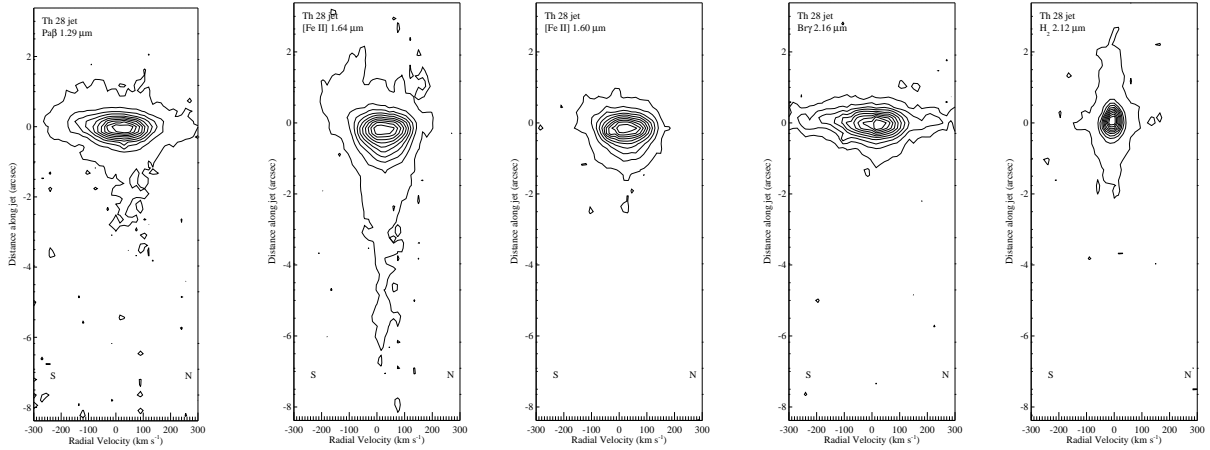 Th 28 jet
Paβ 1.29 μm
2
0
-2
-4
-6
-8
Distance along jet (arcsec)
S N
-300 -200 -100 0 100 200 300
Radial Velocity (km s⁻¹)
Th 28 jet
[Fe II] 1.64 μm
2
0
-2
-4
-6
-8
Distance along jet (arcsec)
S N
-300 -200 -100 0 100 200 300
Radial Velocity (km s⁻¹)
Th 28 jet
[Fe II] 1.60 μm
2
0
-2
-4
-6
-8
Distance along jet (arcsec)
S N
-300 -200 -100 0 100 200 300
Radial Velocity (km s⁻¹)
Th 28 jet
Brγ 2.16 μm
2
0
-2
-4
-6
-8
Distance along jet (arcsec)
S N
-300 -200 -100 0 100 200 300
Radial Velocity (km s⁻¹)
Th 28 jet
H₂ 2.12 μm
2
0
-2
-4
-6
-8
Distance along jet (arcsec)
S N
-300 -200 -100 0 100 200 300
Radial Velocity (km s⁻¹)